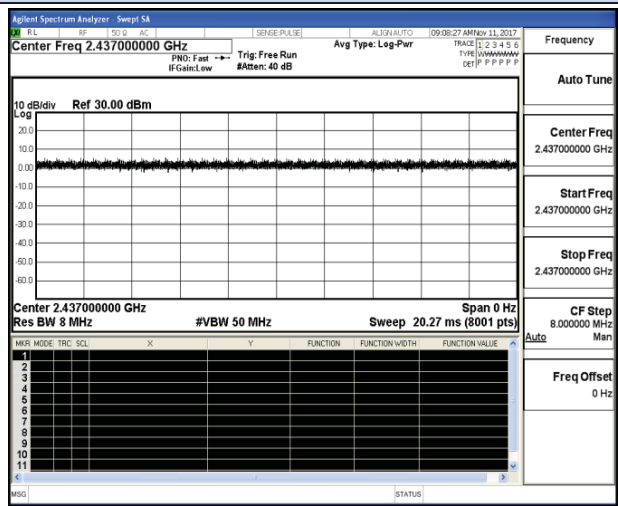 Agilent Spectrum Analyzer - Swept SA
RL RF 50 Ω AC SENSE:PULSE ALIGN AUTO 09:08:27 AM Nov 11, 2017
Center Freq 2.437000000 GHz
PNO: Fast
IFGain:Low
Trig: Free Run
#Atten: 40 dB
Avg Type: Log-Pwr
TRACE 1 2 3 4 5 6
TYPE
DET P P P P P P
10 dB/div Ref 30.00 dBm
Log
20.0
10.0
0.00
-10.0
-20.0
-30.0
-40.0
-50.0
-60.0
Center 2.437000000 GHz Span 0 Hz
Res BW 8 MHz #VBW 50 MHz Sweep 20.27 ms (8001 pts)
MKR MODE TRC SCL X Y FUNCTION FUNCTION WIDTH FUNCTION VALUE
1
2
3
4
5
6
7
8
9
10
11
MSG STATUS
Frequency
Auto Tune
Center Freq
2.437000000 GHz
Start Freq
2.437000000 GHz
Stop Freq
2.437000000 GHz
CF Step
8.000000 MHz
Auto Man
Freq Offset
0 Hz